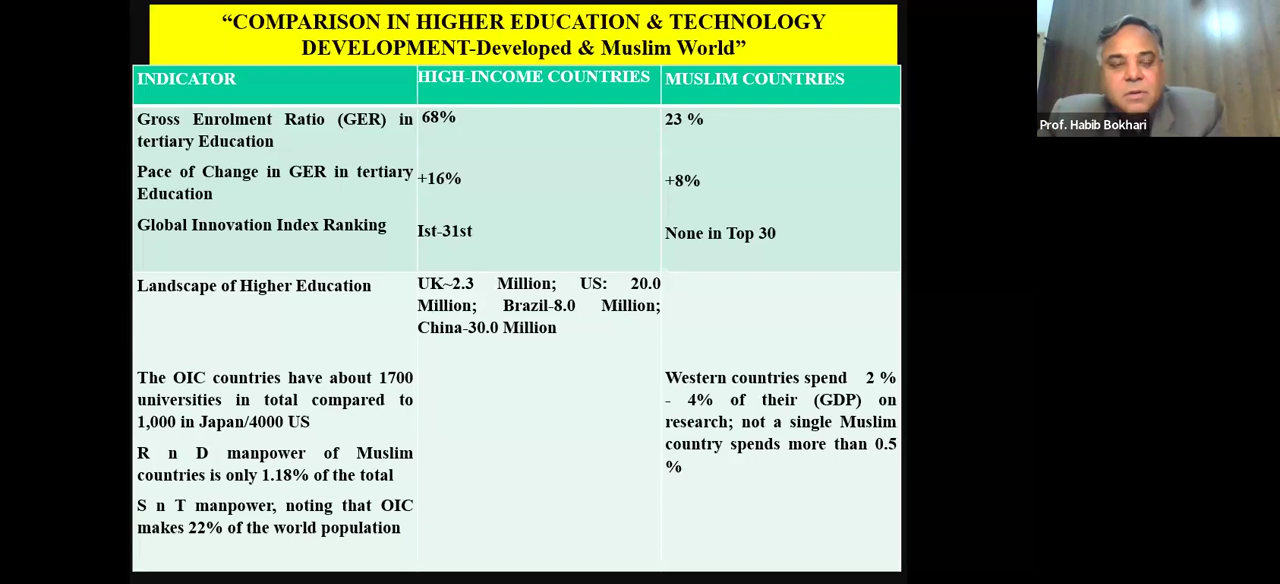 “COMPARISON IN HIGHER EDUCATION & TECHNOLOGY
DEVELOPMENT-Developed & Muslim World”
INDICATOR
HIGH-INCOME COUNTRIES
MUSLIM COUNTRIES
Gross Enrolment Ratio (GER) in
tertiary Education
68%
23 %
Pace of Change in GER in tertiary
Education
+16%
+8%
Global Innovation Index Ranking
Ist-31st
None in Top 30
Landscape of Higher Education
UK~2.3 Million; US: 20.0
Million; Brazil-8.0 Million;
China-30.0 Million
The OIC countries have about 1700
universities in total compared to
1,000 in Japan/4000 US
R n D manpower of Muslim
countries is only 1.18% of the total
S n T manpower, noting that OIC
makes 22% of the world population
Western countries spend 2 %
- 4% of their (GDP) on
research; not a single Muslim
country spends more than 0.5
%
Prof. Habib Bokhari